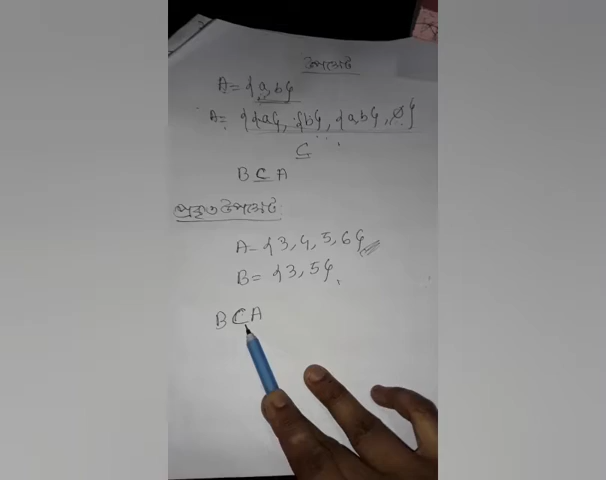 উপসেট
A = {a, b}
A = {{a}, {b}, {a b}, ∅}
⊆
B ⊆ A
প্রকৃত উপসেট:
A = {3, 4, 5, 6}
B = {3, 5}
B ⊂ A